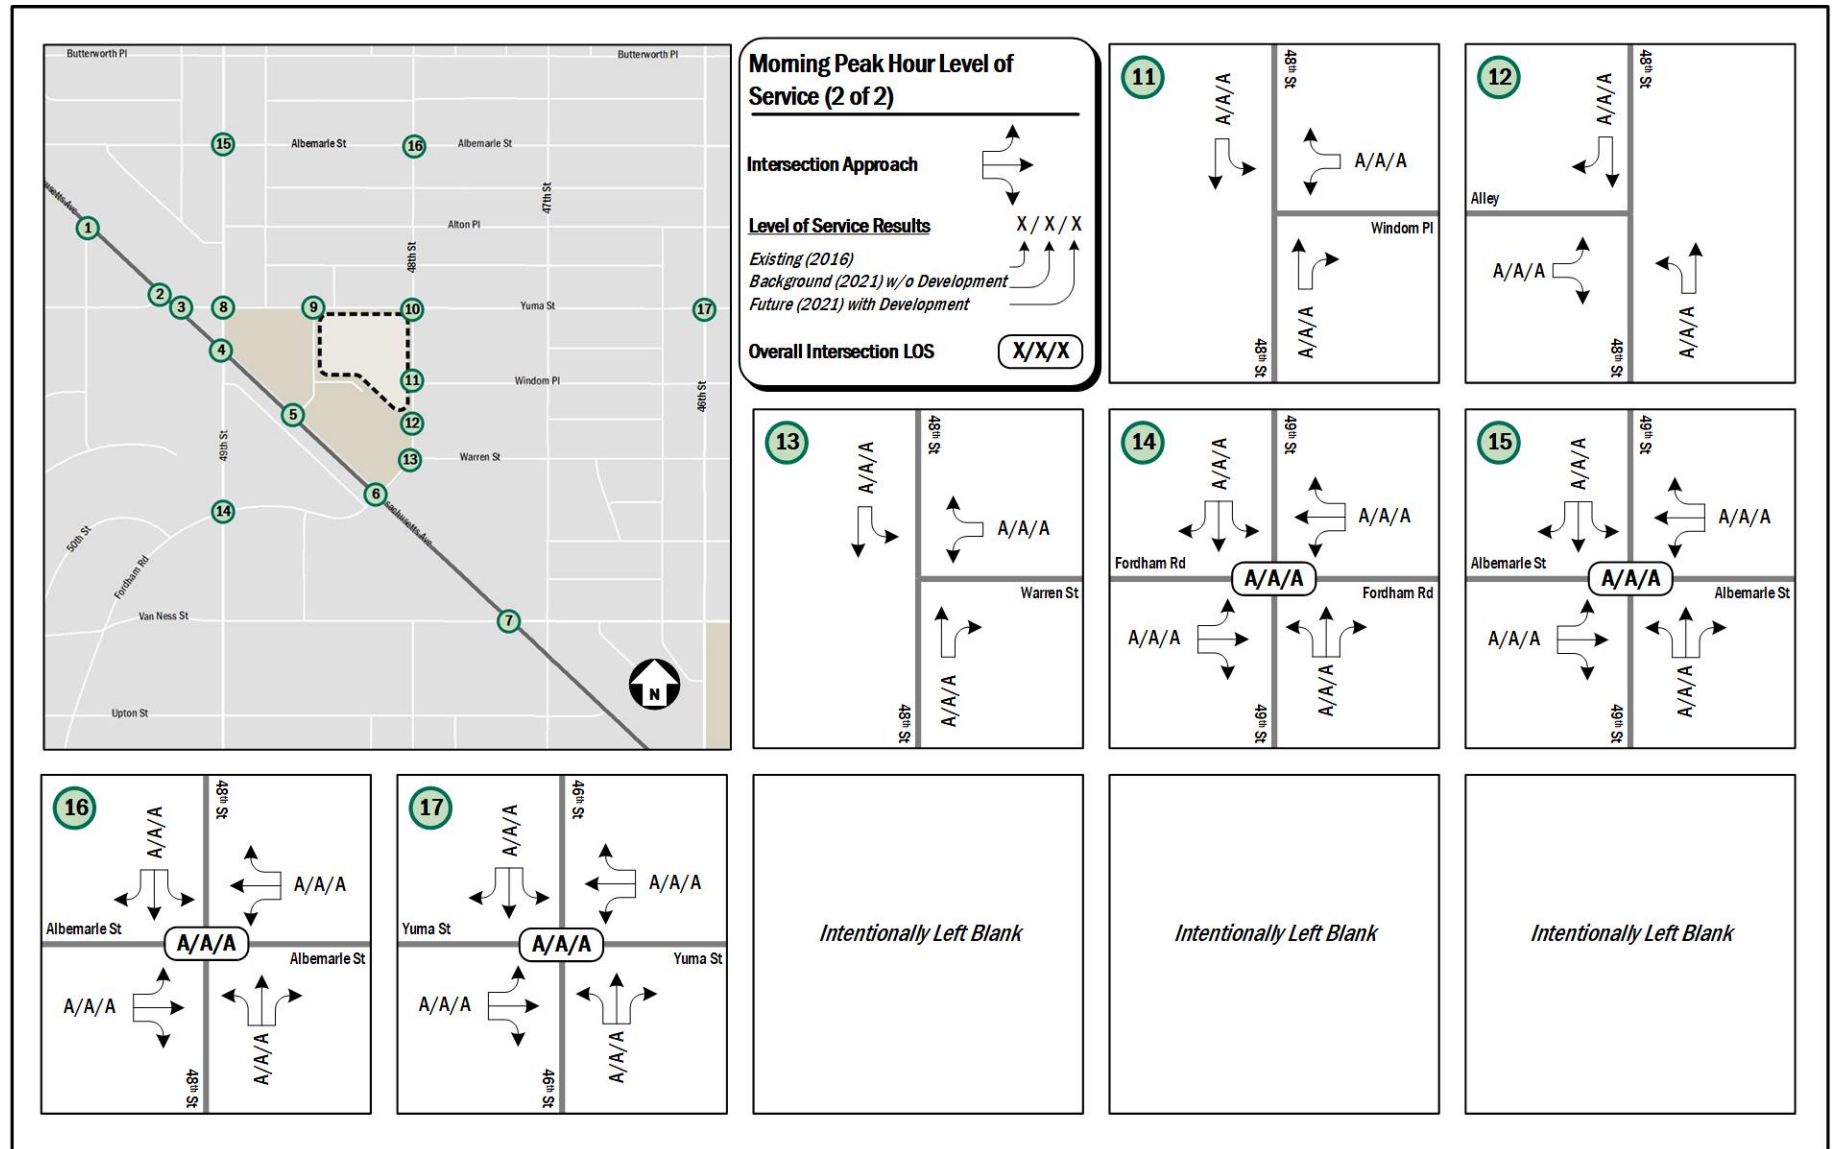 Butterworth Pl
Butterworth Pl
15
Albemarle St
16
Albemarle St
47th St
1
Alton Pl
48th St
2
3
8
9
10
Yuma St
17
4
11
Windom Pl
46th St
5
12
49th St
13
Warren St
6
14
sachusetts Ave
50th St
Fordham Rd
Van Ness St
7
N
Upton St
Morning Peak Hour Level of
Service (2 of 2)
Intersection Approach
Level of Service Results
X / X / X
Existing (2016)
Background (2021) w/o Development
Future (2021) with Development
Overall Intersection LOS
X/X/X
11
48th St
A/A/A
A/A/A
Windom Pl
A/A/A
48th St
12
48th St
A/A/A
Alley
A/A/A
A/A/A
48th St
13
48th St
A/A/A
A/A/A
Warren St
A/A/A
48th St
14
49th St
A/A/A
A/A/A
Fordham Rd
A/A/A
Fordham Rd
A/A/A
A/A/A
49th St
15
49th St
A/A/A
A/A/A
Albemarle St
A/A/A
Albemarle St
A/A/A
A/A/A
49th St
16
48th St
A/A/A
A/A/A
Albemarle St
A/A/A
Albemarle St
A/A/A
A/A/A
48th St
17
46th St
A/A/A
A/A/A
Yuma St
A/A/A
Yuma St
A/A/A
A/A/A
46th St
Intentionally Left Blank
Intentionally Left Blank
Intentionally Left Blank